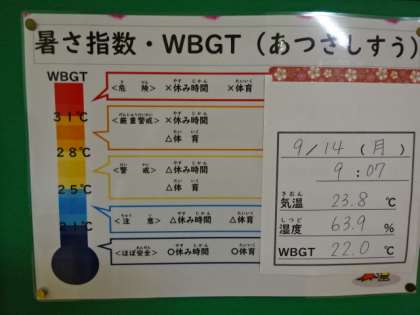 暑さ指数・WBGT(あつさしすう)
WBGT
<危険> ×休み時間 ×体育
31℃
<厳重警戒> ×休み時間
△体育
28℃
<警戒> △休み時間
△体育
25℃
<注意> △休み時間 △体育
21℃
<ほぼ安全> ○休み時間 ○体育
9/14(月)
9:07
気温 23.8 ℃
湿度 63.9 %
WBGT 22.0 ℃